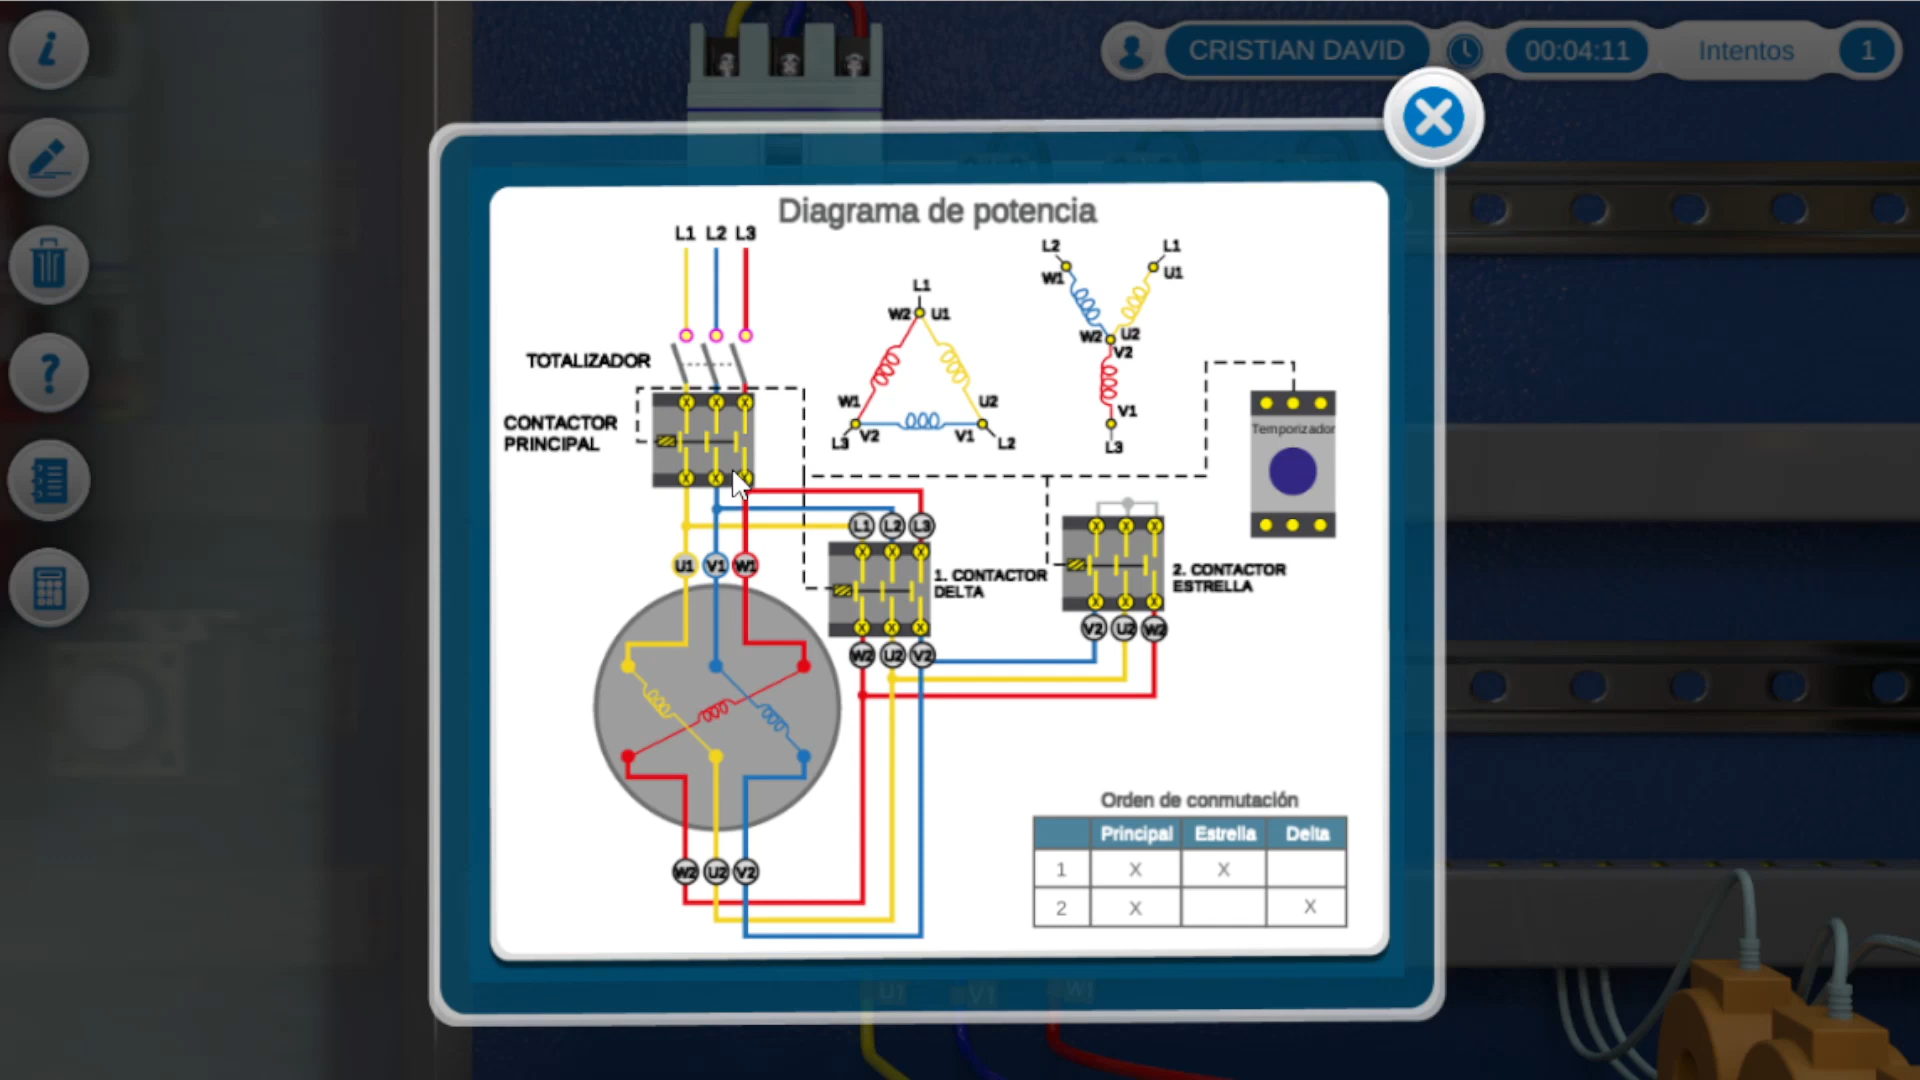 CRISTIAN DAVID
00:04:11
Intentos
1
Diagrama de potencia
L1 L2 L3
TOTALIZADOR
CONTACTOR
PRINCIPAL
L1
W2 U1
W1 U2
L3 V2 V1 L2
L2 L1
W1 U1
W2 U2
V2
V1
L3
Temporizador
L1 L2 L3
U1 V1 W1
1. CONTACTOR
DELTA
2. CONTACTOR
ESTRELLA
V2 U2 W2
W2 U2 V2
W2 U2 V2
Orden de conmutación
Principal Estrella Delta
1 X X
2 X X
U1 V1 W1